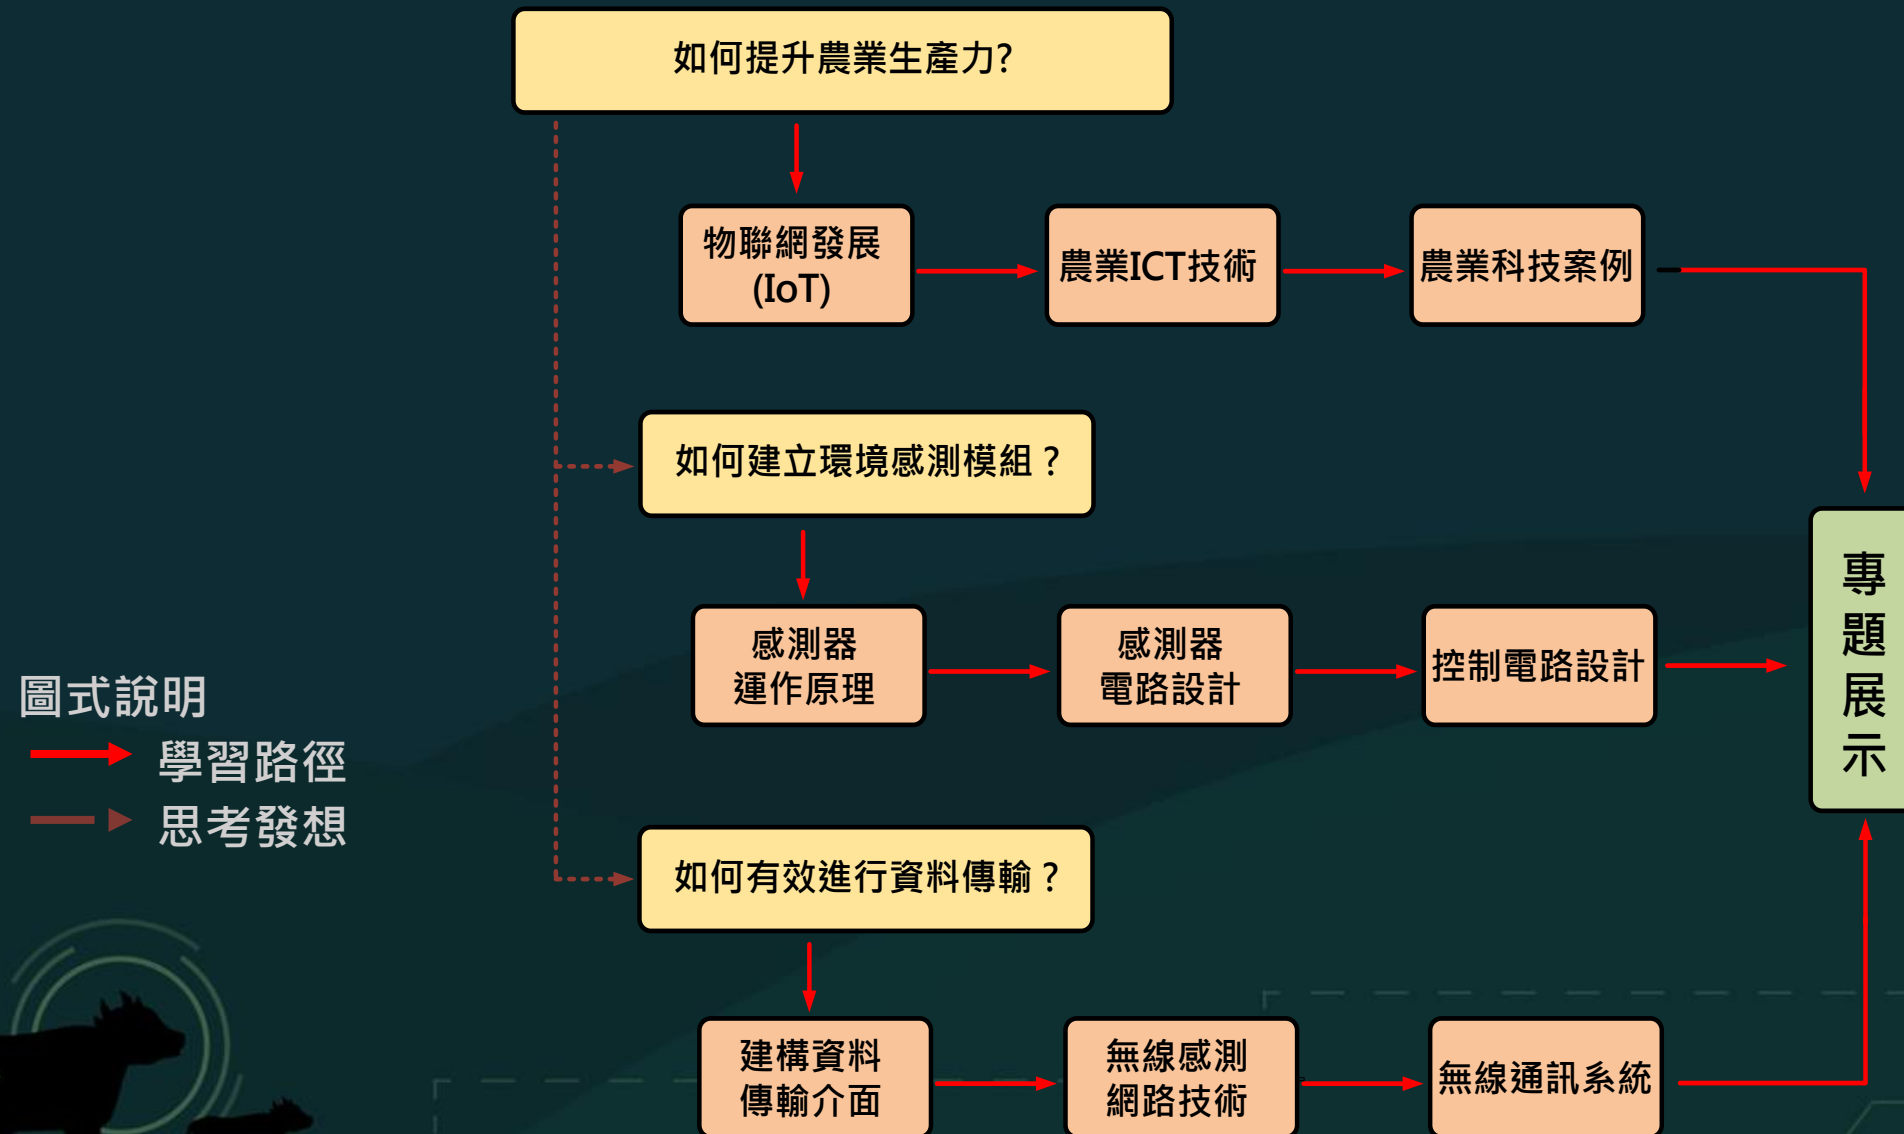 如何提升農業生產力?
物聯網發展
(IoT)
農業ICT技術
農業科技案例
如何建立環境感測模組？
感測器
運作原理
感測器
電路設計
控制電路設計
專
題
展
示
圖式說明
學習路徑
思考發想
如何有效進行資料傳輸？
建構資料
傳輸介面
無線感測
網路技術
無線通訊系統